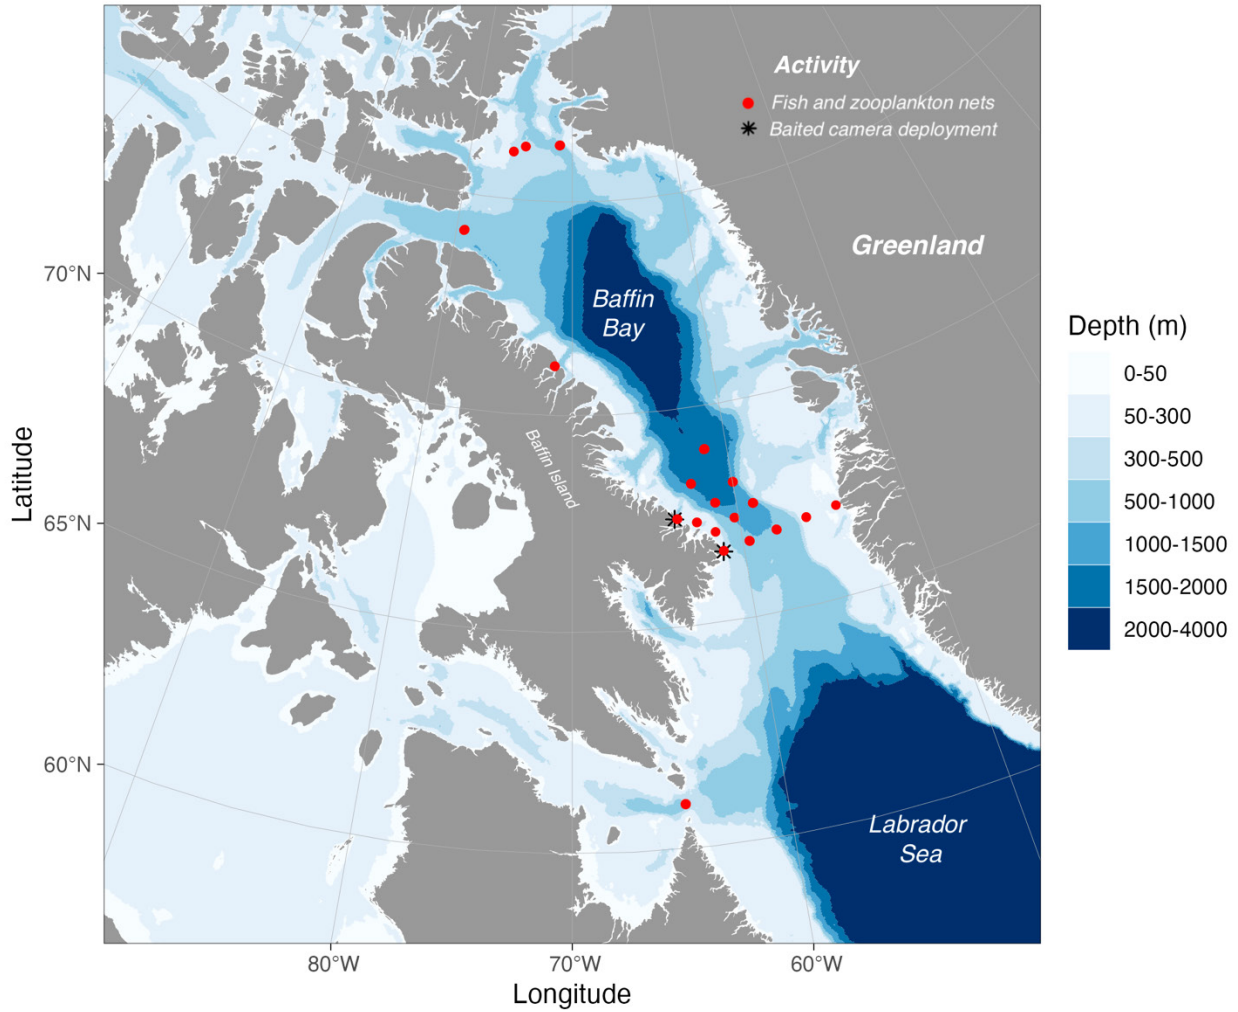 Activity
Fish and zooplankton nets
Baited camera deployment
Greenland
Baffin
Bay
Baffin Island
Labrador
Sea
70°N
65°N
60°N
Latitude
80°W
70°W
60°W
Longitude
Depth (m)
0-50
50-300
300-500
500-1000
1000-1500
1500-2000
2000-4000